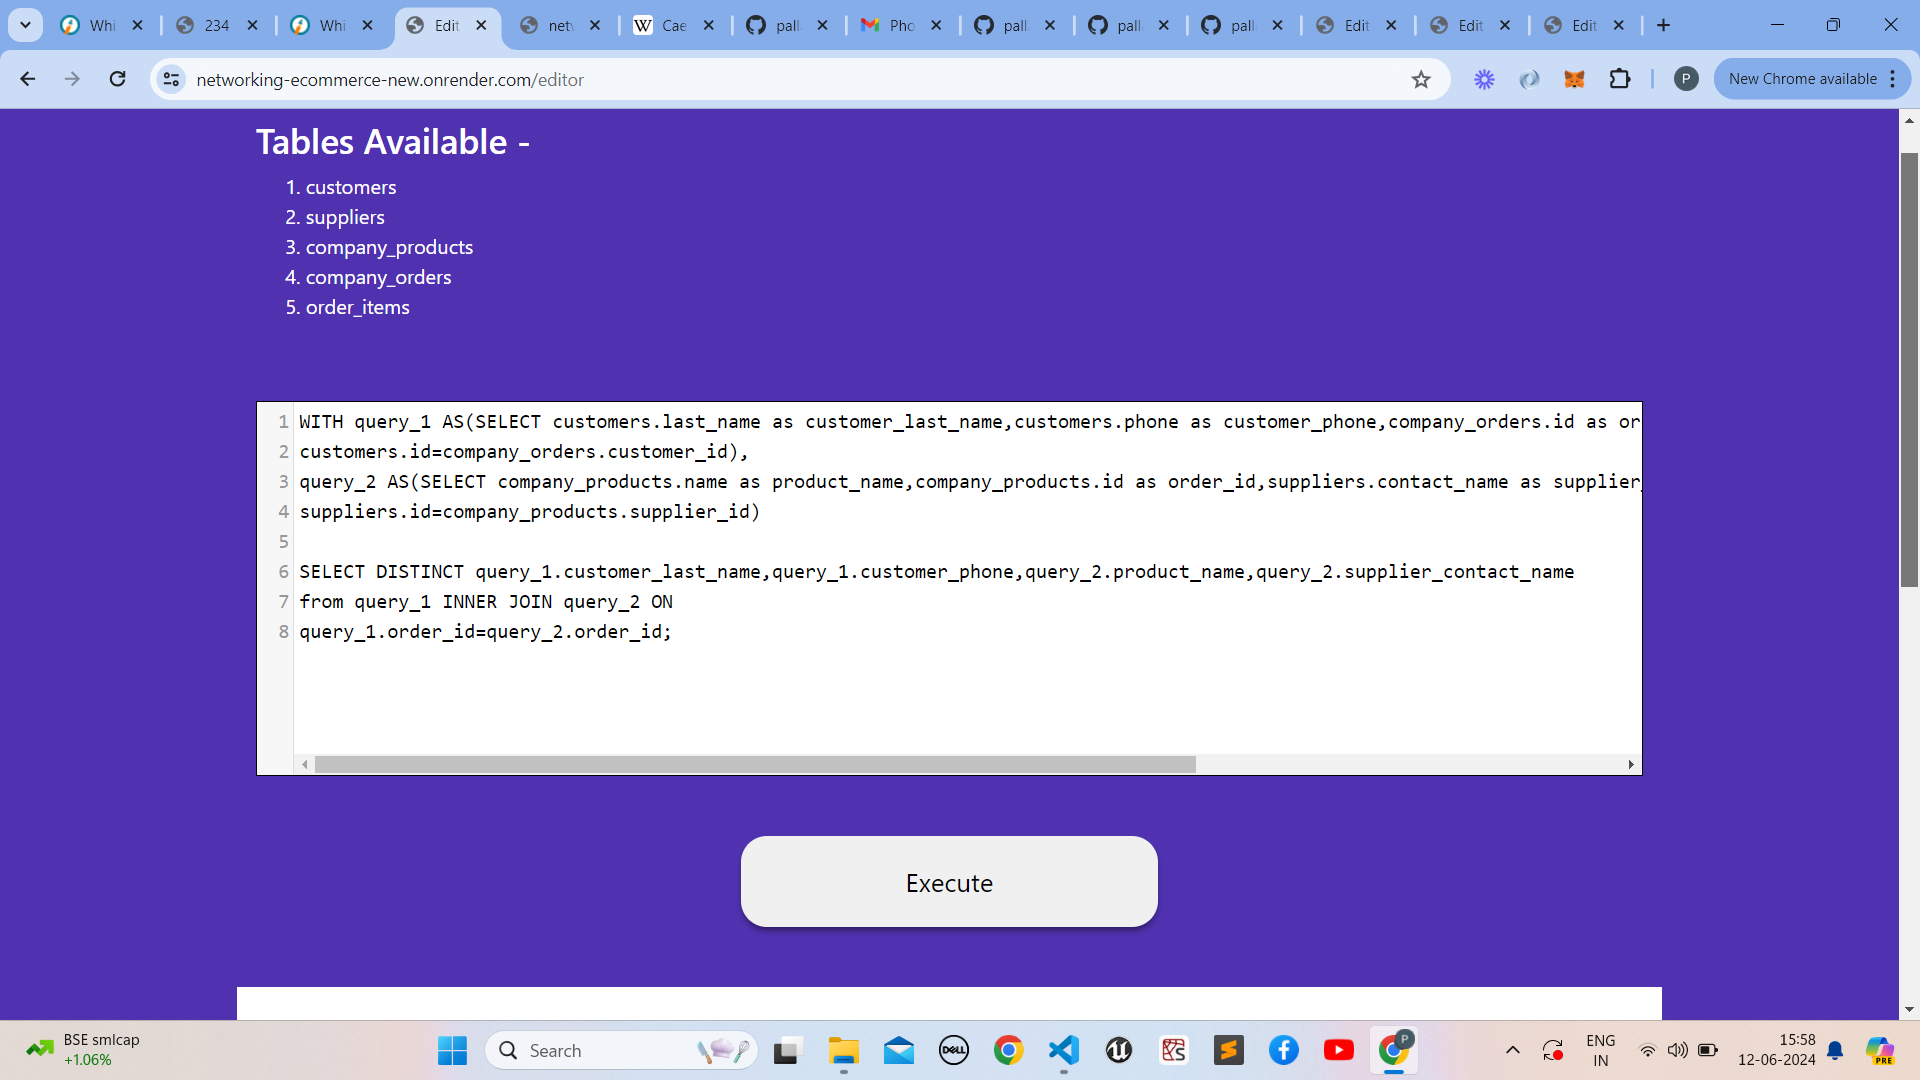 Whi
234
Whi
Edit
net
Cae
pall
Pho
pall
pall
pall
Edit
Edit
Edit
networking-ecommerce-new.onrender.com/editor
P
New Chrome available
Tables Available -
1. customers
2. suppliers
3. company_products
4. company_orders
5. order_items
1 WITH query_1 AS(SELECT customers.last_name as customer_last_name,customers.phone as customer_phone,company_orders.id as or
2 customers.id=company_orders.customer_id),
3 query_2 AS(SELECT company_products.name as product_name,company_products.id as order_id,suppliers.contact_name as supplier_
4 suppliers.id=company_products.supplier_id)
5
6 SELECT DISTINCT query_1.customer_last_name,query_1.customer_phone,query_2.product_name,query_2.supplier_contact_name
7 from query_1 INNER JOIN query_2 ON
8 query_1.order_id=query_2.order_id;
Execute
BSE smlcap
+1.06%
Search
DELL
P
ENG
IN
15:58
12-06-2024
PRE